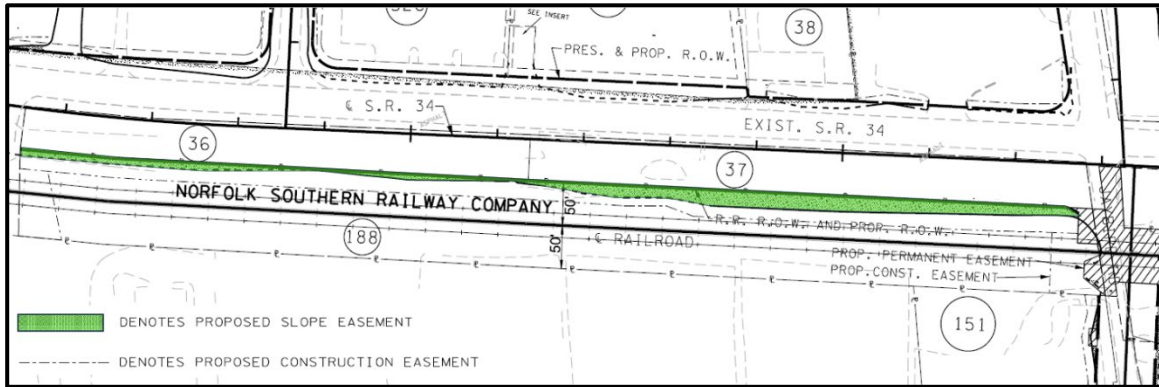 SEE INSERT
38
PRES. & PROP. R.O.W.
℄ S.R. 34
EXIST. S.R. 34
36
37
NORFOLK SOUTHERN RAILWAY COMPANY
50'
50'
R.R. R.O.W. AND PROP. R.O.W.
188
℄ RAILROAD
PROP. PERMANENT EASEMENT
PROP.CONST. EASEMENT
151
DENOTES PROPOSED SLOPE EASEMENT
DENOTES PROPOSED CONSTRUCTION EASEMENT